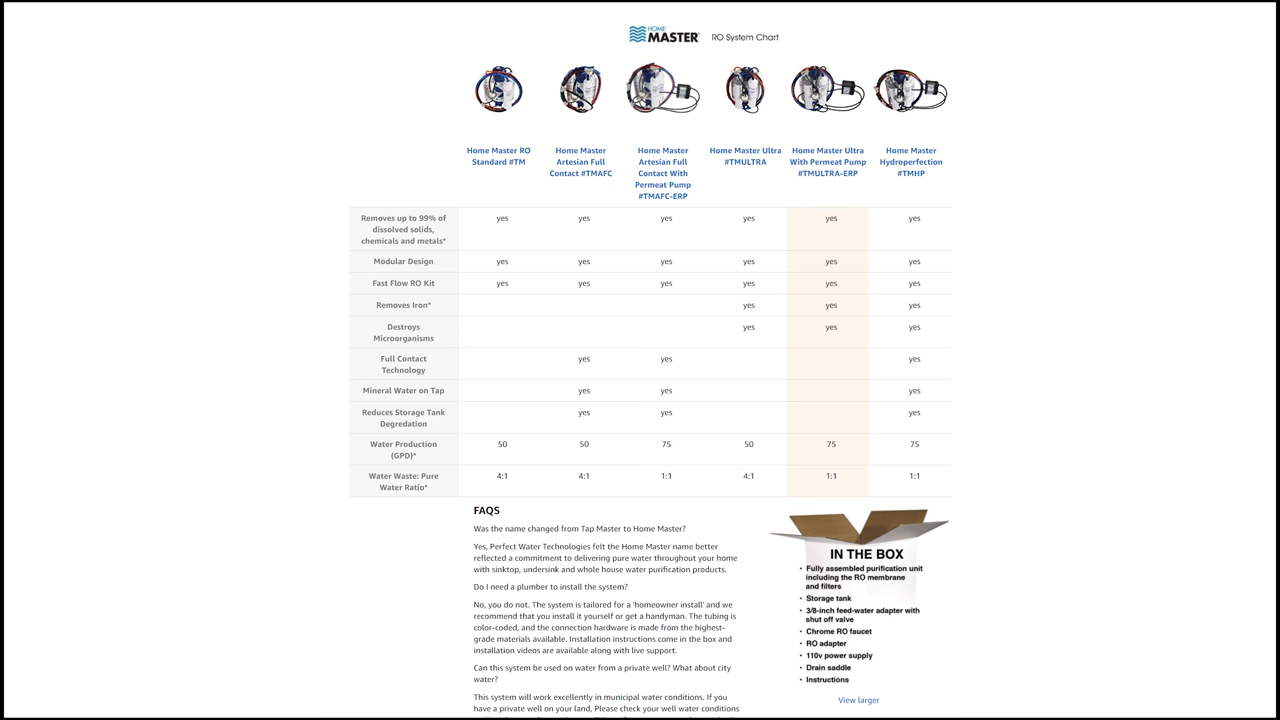 HOME
MASTER RO System Chart
Home Master RO
Standard #TM
Home Master
Artesian Full
Contact #TMAFC
Home Master
Artesian Full
Contact With
Permeat Pump
#TMAFC-ERP
Home Master Ultra
#TMULTRA
Home Master Ultra
With Permeat Pump
#TMULTRA-ERP
Home Master
Hydroperfection
#TMHP
Removes up to 99% of
dissolved solids,
chemicals and metals*
yes yes yes yes yes yes
Modular Design yes yes yes yes yes yes
Fast Flow RO Kit yes yes yes yes yes yes
Removes Iron* yes yes yes
Destroys
Microorganisms
yes yes yes
Full Contact
Technology
yes yes yes
Mineral Water on Tap yes yes yes
Reduces Storage Tank
Degredation
yes yes yes
Water Production
(GPD)*
50 50 75 50 75 75
Water Waste: Pure
Water Ratio*
4:1 4:1 1:1 4:1 1:1 1:1
FAQS
Was the name changed from Tap Master to Home Master?
Yes, Perfect Water Technologies felt the Home Master name better
reflected a commitment to delivering pure water throughout your home
with sinktop, undersink and whole house water purification products.
Do I need a plumber to install the system?
No, you do not. The system is tailored for a 'homeowner install' and we
recommend that you install it yourself or get a handyman. The tubing is
color-coded, and the connection hardware is made from the highest-
grade materials available. Installation instructions come in the box and
installation videos are available along with live support.
Can this system be used on water from a private well? What about city
water?
This system will work excellently in municipal water conditions. If you
have a private well on your land, Please check your well water conditions
IN THE BOX
• Fully assembled purification unit
including the RO membrane
and filters
• Storage tank
• 3/8-inch feed-water adapter with
shut off valve
• Chrome RO faucet
• RO adapter
• 110v power supply
• Drain saddle
• Instructions
View larger